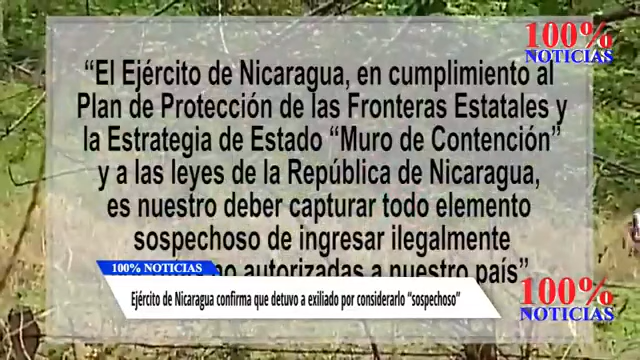 100%
NOTICIAS
“El Ejército de Nicaragua, en cumplimiento al
Plan de Protección de las Fronteras Estatales y
la Estrategia de Estado “Muro de Contención”
y a las leyes de la República de Nicaragua,
es nuestro deber capturar todo elemento
sospechoso de ingresar ilegalmente
no autorizadas a nuestro país”
100% NOTICIAS
Ejército de Nicaragua confirma que detuvo a exiliado por considerarlo “sospechoso”
100%
NOTICIAS